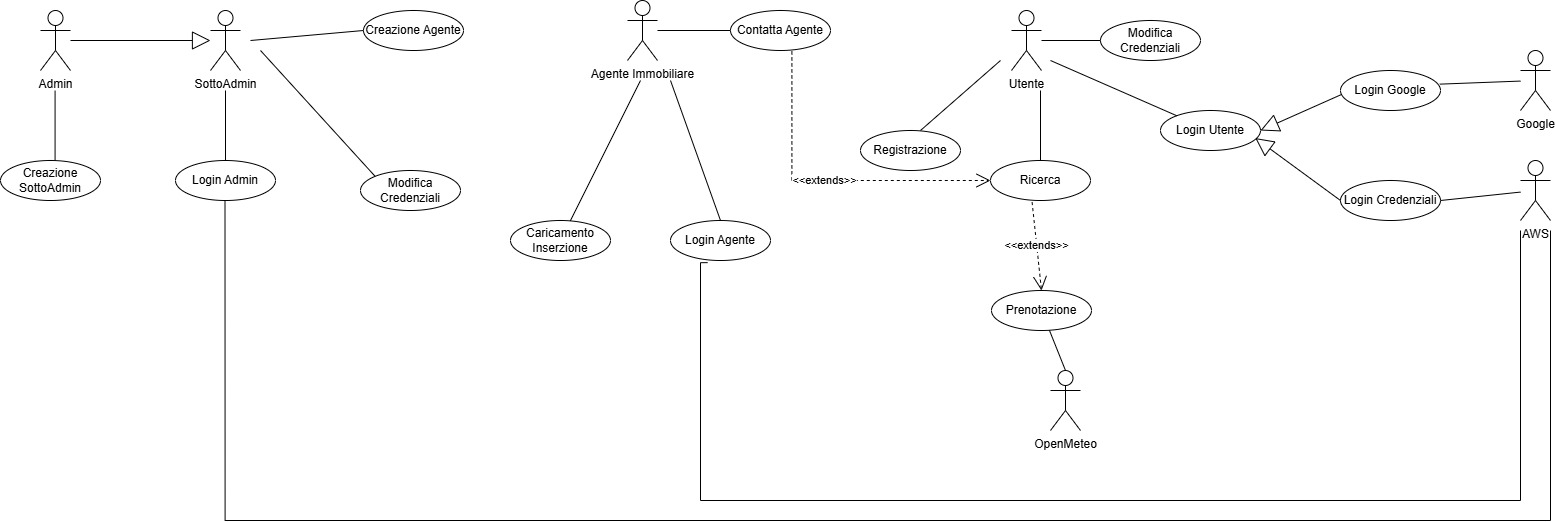 Creazione Agente
Contatta Agente
Modifica
Credenziali
Admin
SottoAdmin
Agente Immobiliare
Utente
Login Google
Google
Login Utente
Registrazione
Creazione
SottoAdmin
Login Admin
Modifica
Credenziali
<<extends>>
Ricerca
Login Credenziali
AWS
Caricamento
Inserzione
Login Agente
<<extends>>
Prenotazione
OpenMeteo